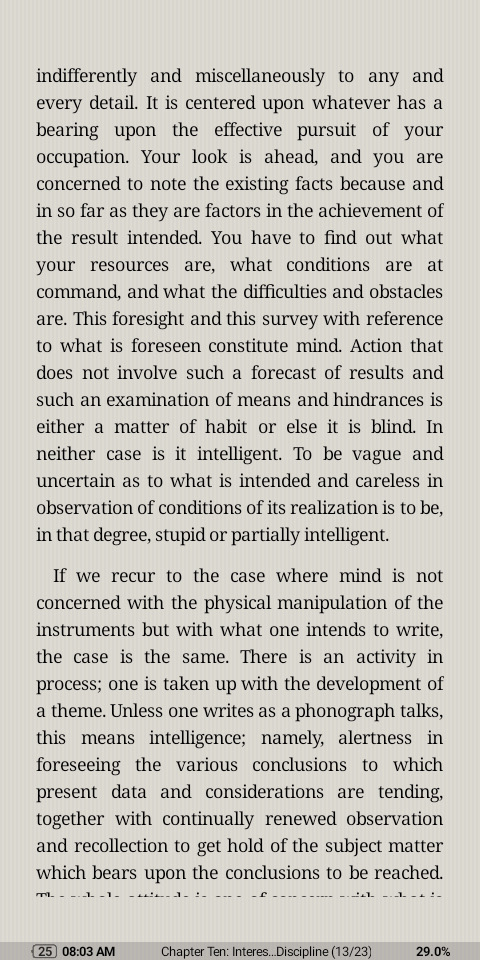 indifferently and miscellaneously to any and
every detail. It is centered upon whatever has a
bearing upon the effective pursuit of your
occupation. Your look is ahead, and you are
concerned to note the existing facts because and
in so far as they are factors in the achievement of
the result intended. You have to find out what
your resources are, what conditions are at
command, and what the difficulties and obstacles
are. This foresight and this survey with reference
to what is foreseen constitute mind. Action that
does not involve such a forecast of results and
such an examination of means and hindrances is
either a matter of habit or else it is blind. In
neither case is it intelligent. To be vague and
uncertain as to what is intended and careless in
observation of conditions of its realization is to be,
in that degree, stupid or partially intelligent.
If we recur to the case where mind is not
concerned with the physical manipulation of the
instruments but with what one intends to write,
the case is the same. There is an activity in
process; one is taken up with the development of
a theme. Unless one writes as a phonograph talks,
this means intelligence; namely, alertness in
foreseeing the various conclusions to which
present data and considerations are tending,
together with continually renewed observation
and recollection to get hold of the subject matter
which bears upon the conclusions to be reached.
The whole attitude is one of concern with what is
25 08:03 AM Chapter Ten: Interes...Discipline (13/23) 29.0%